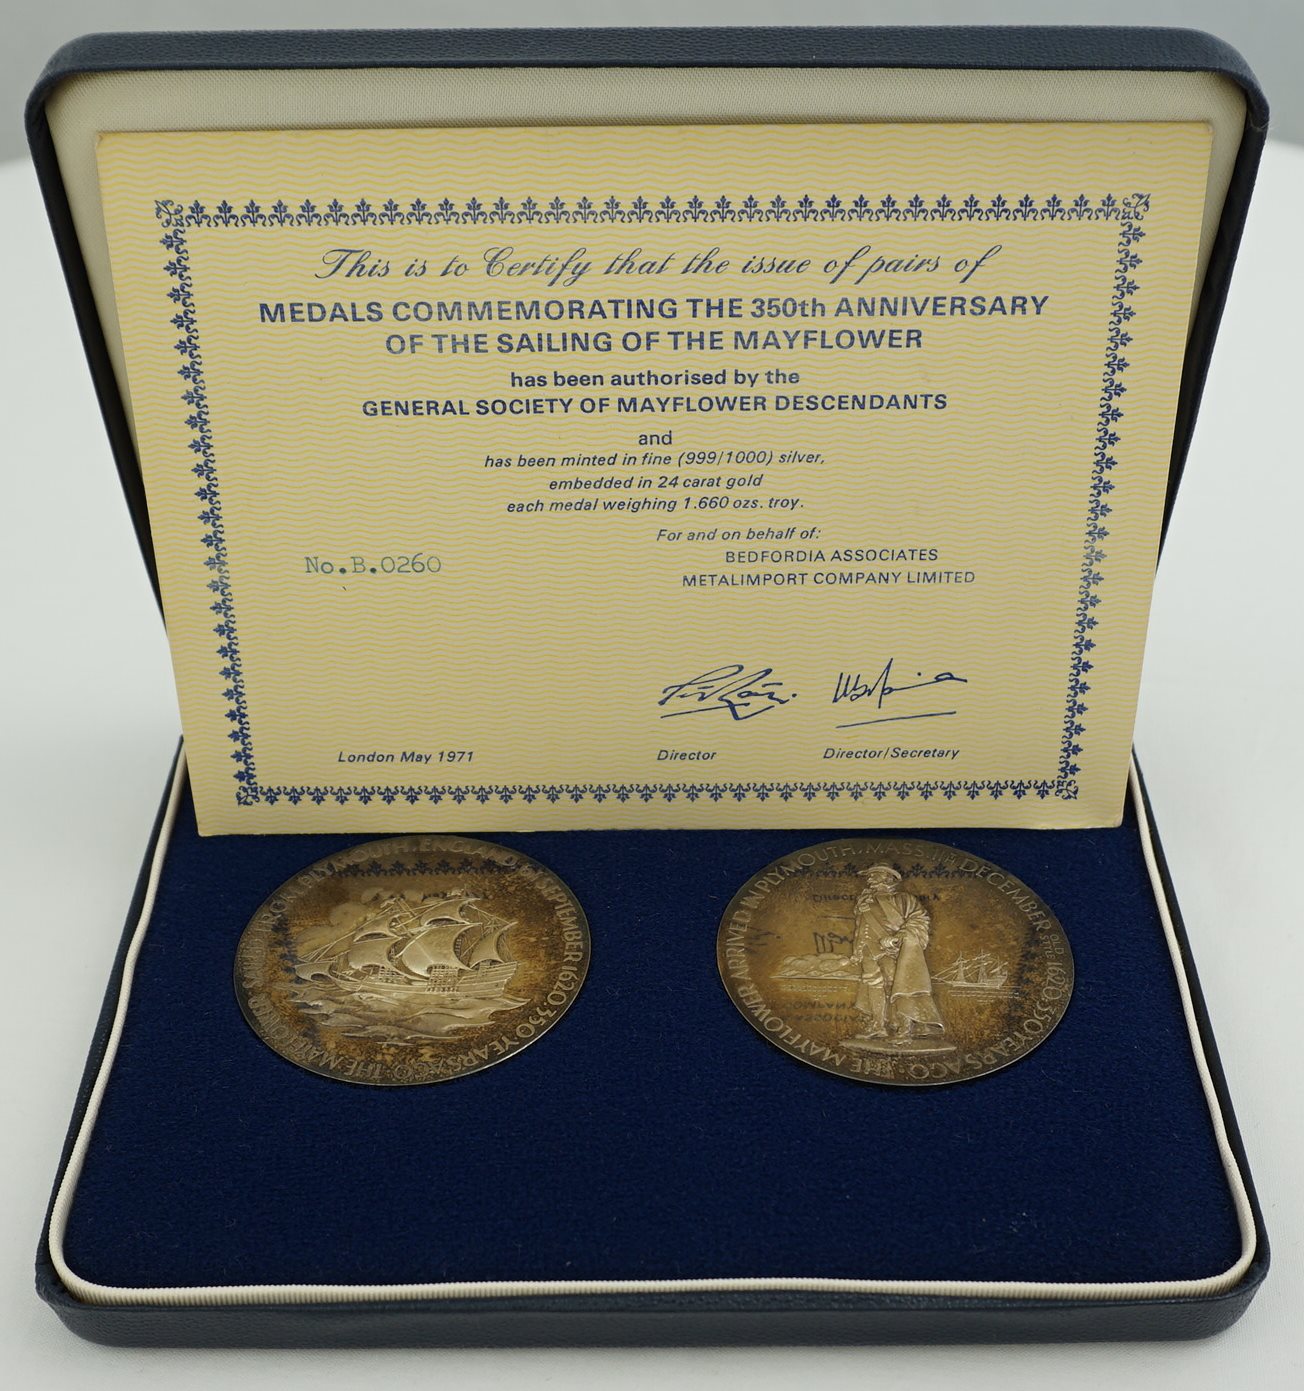 This is to Certify that the issue of pairs of
MEDALS COMMEMORATING THE 350th ANNIVERSARY
OF THE SAILING OF THE MAYFLOWER
has been authorised by the
GENERAL SOCIETY OF MAYFLOWER DESCENDANTS
and
has been minted in fine (999/1000) silver,
embedded in 24 carat gold
each medal weighing 1.660 ozs. troy.
For and on behalf of:
BEDFORDIA ASSOCIATES
METALIMPORT COMPANY LIMITED
No.B.0260
London May 1971
Director
Director/Secretary
THE MAYFLOWER SAILED FROM PLYMOUTH, ENGLAND, SEPTEMBER 1620. 350 YEARS AGO.
THE MAYFLOWER ARRIVED IN PLYMOUTH, MASS. DECEMBER 1620. 350 YEARS AGO.